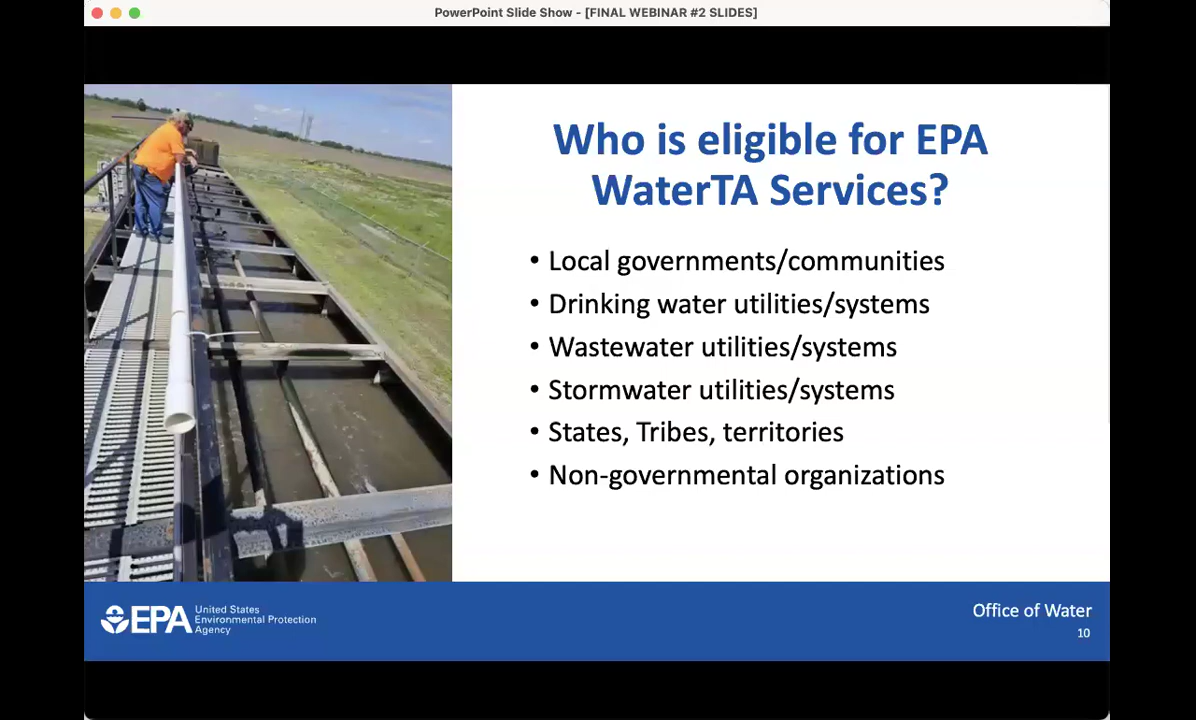 PowerPoint Slide Show - [FINAL WEBINAR #2 SLIDES]
Who is eligible for EPA
WaterTA Services?
• Local governments/communities
• Drinking water utilities/systems
• Wastewater utilities/systems
• Stormwater utilities/systems
• States, Tribes, territories
• Non-governmental organizations
EPA
United States
Environmental Protection
Agency
Office of Water
10